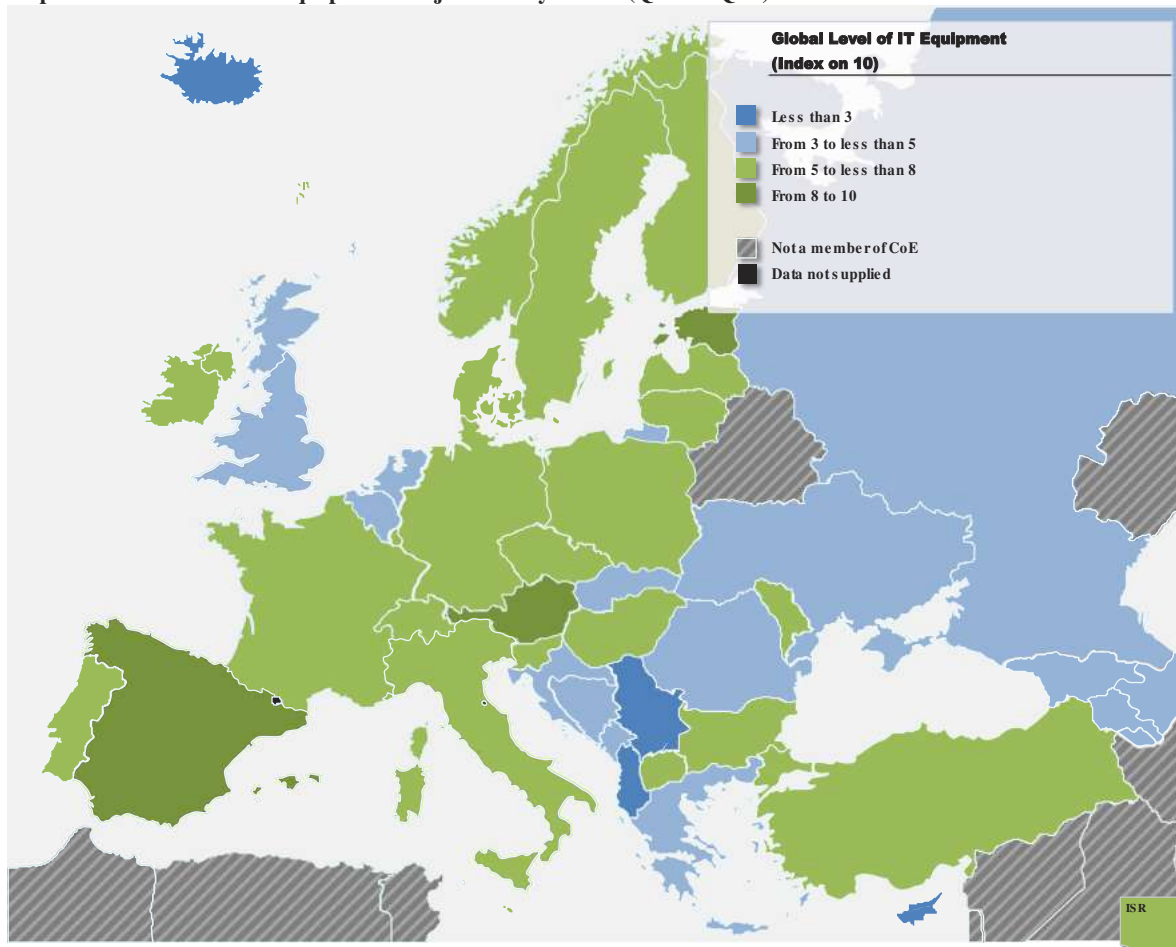 Global Level of IT Equipment
(Index on 10)
Less than 3
From 3 to less than 5
From 5 to less than 8
From 8 to 10
Not a member of CoE
Data not supplied
ISR